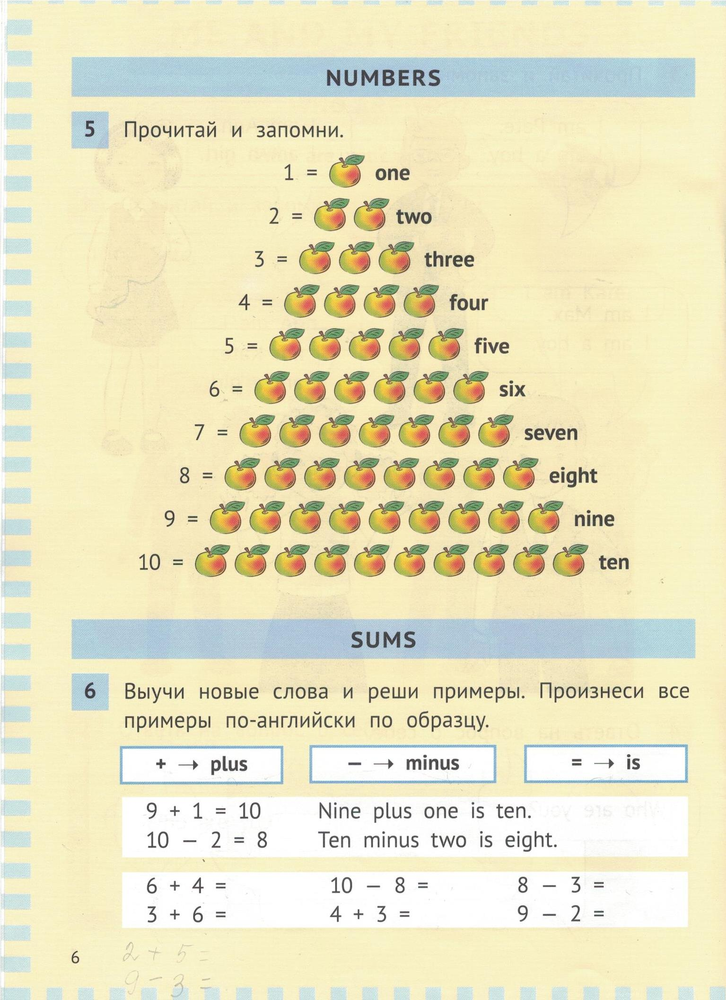 NUMBERS
5 Прочитай и запомни.
1 = one
2 = two
3 = three
4 = four
5 = five
6 = six
7 = seven
8 = eight
9 = nine
10 = ten
SUMS
6 Выучи новые слова и реши примеры. Произнеси все
примеры по-английски по образцу.
+ → plus − → minus = → is
9 + 1 = 10 Nine plus one is ten.
10 − 2 = 8 Ten minus two is eight.
6 + 4 = 10 − 8 = 8 − 3 =
3 + 6 = 4 + 3 = 9 − 2 =
6 2 + 5 =
9 − 3 =